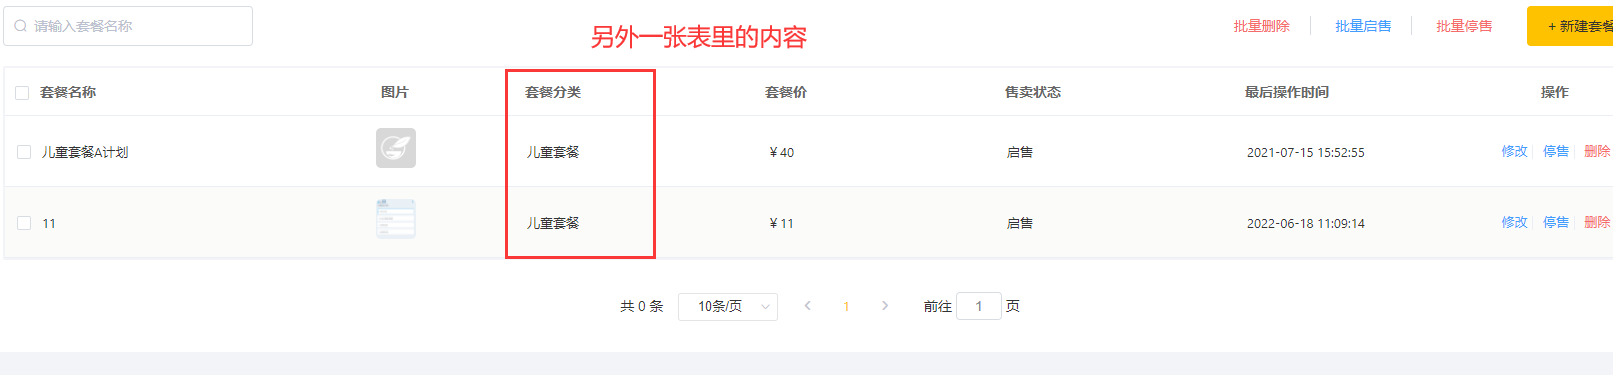 请输入套餐名称
另外一张表里的内容
批量删除 批量启售 批量停售 + 新建套餐
套餐名称 图片 套餐分类 套餐价 售卖状态 最后操作时间 操作
儿童套餐A计划 儿童套餐 ¥ 40 启售 2021-07-15 15:52:55 修改 停售 删除
11 儿童套餐 ¥ 11 启售 2022-06-18 11:09:14 修改 停售 删除
共 0 条 10条/页 1 前往 1 页